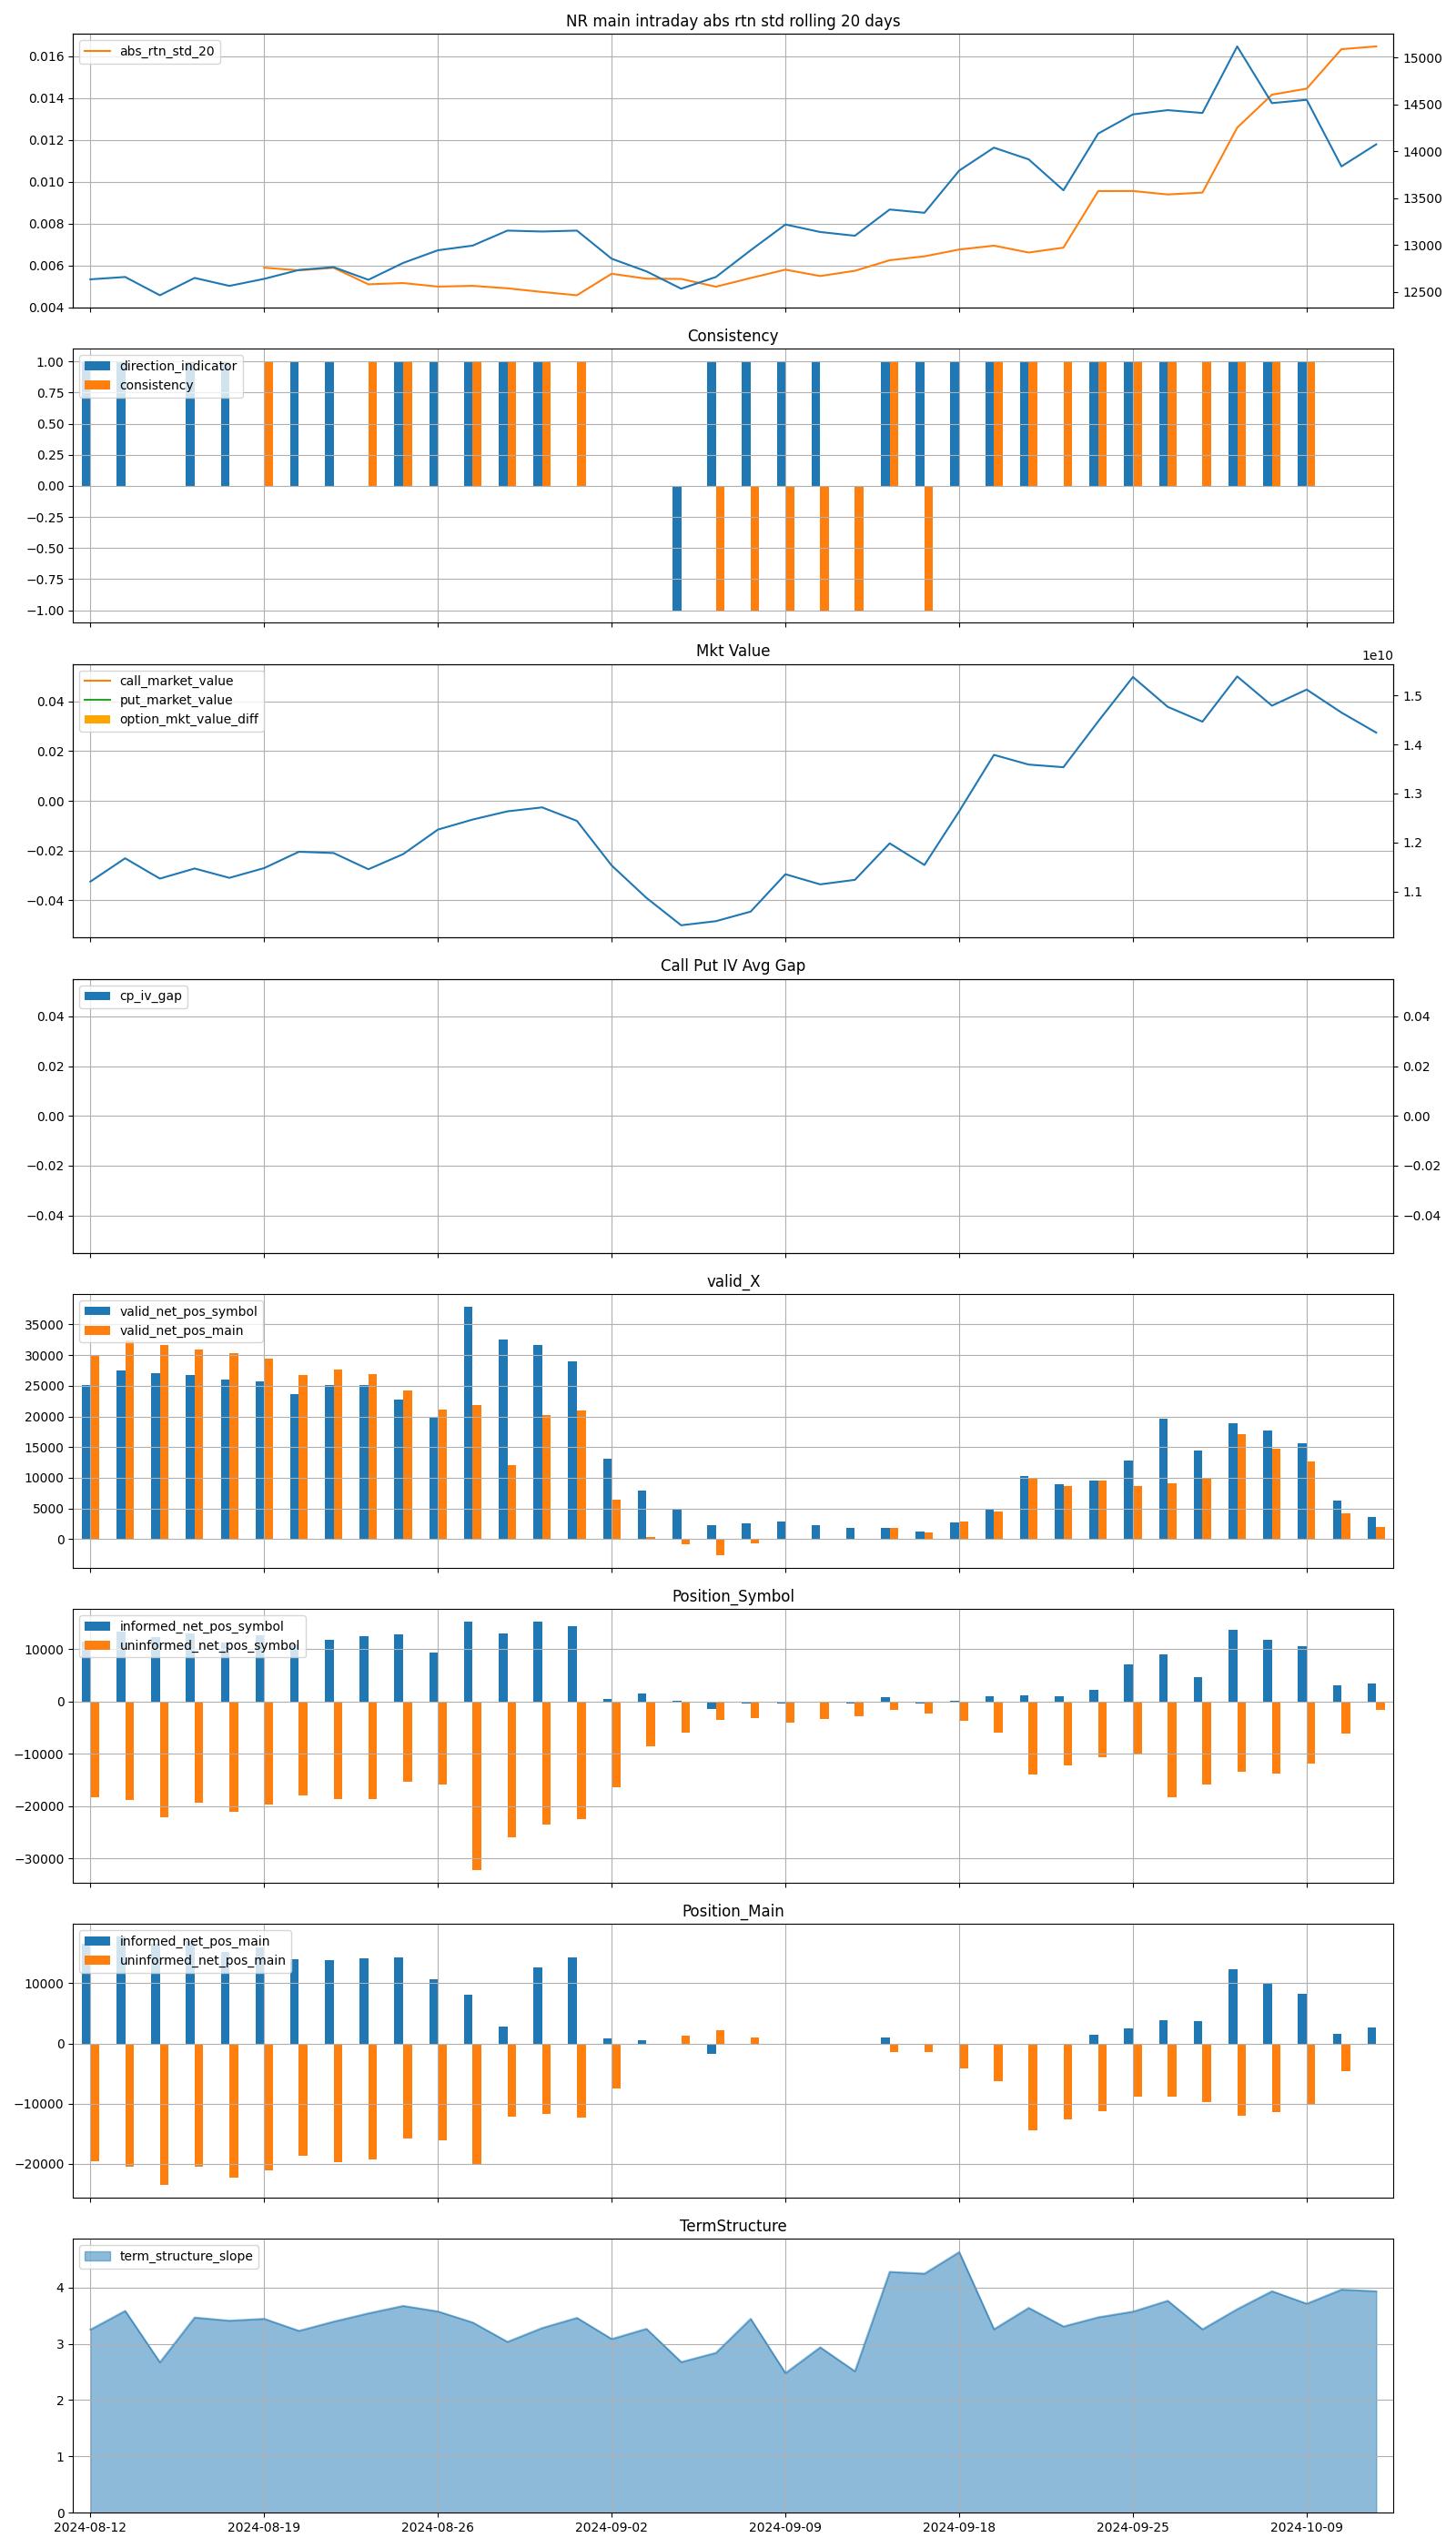 NR main intraday abs rtn std rolling 20 days
abs_rtn_std_20
0.016
0.014
0.012
0.010
0.008
0.006
0.004
15000
14500
14000
13500
13000
12500
Consistency
direction_indicator
consistency
1.00
0.75
0.50
0.25
0.00
−0.25
−0.50
−0.75
−1.00
Mkt Value
1e10
call_market_value
put_market_value
option_mkt_value_diff
0.04
0.02
0.00
−0.02
−0.04
1.5
1.4
1.3
1.2
1.1
Call Put IV Avg Gap
cp_iv_gap
0.04
0.02
0.00
−0.02
−0.04
0.04
0.02
0.00
−0.02
−0.04
valid_X
valid_net_pos_symbol
valid_net_pos_main
35000
30000
25000
20000
15000
10000
5000
0
Position_Symbol
informed_net_pos_symbol
uninformed_net_pos_symbol
10000
0
−10000
−20000
−30000
Position_Main
informed_net_pos_main
uninformed_net_pos_main
10000
0
−10000
−20000
TermStructure
term_structure_slope
4
3
2
1
0
2024-08-12 2024-08-19 2024-08-26 2024-09-02 2024-09-09 2024-09-18 2024-09-25 2024-10-09